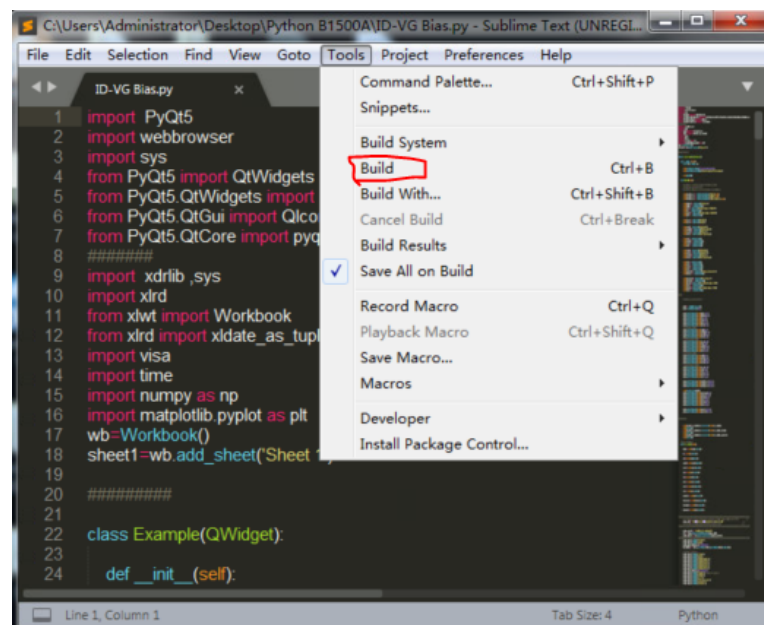 C:\Users\Administrator\Desktop\Python B1500A\ID-VG Bias.py - Sublime Text (UNREGI...
File Edit Selection Find View Goto Tools Project Preferences Help
ID-VG Bias.py ×
1 import PyQt5
2 import webbrowser
3 import sys
4 from PyQt5 import QtWidgets
5 from PyQt5.QtWidgets import
6 from PyQt5.QtGui import QIco
7 from PyQt5.QtCore import pyq
8 #######
9 import xdrlib ,sys
10 import xlrd
11 from xlwt import Workbook
12 from xlrd import xldate_as_tupl
13 import visa
14 import time
15 import numpy as np
16 import matplotlib.pyplot as plt
17 wb=Workbook()
18 sheet1=wb.add_sheet('Sheet
19
20 #########
21
22 class Example(QWidget):
23
24 def __init__(self):
Command Palette... Ctrl+Shift+P
Snippets...
Build System
Build Ctrl+B
Build With... Ctrl+Shift+B
Cancel Build Ctrl+Break
Build Results
Save All on Build
Record Macro Ctrl+Q
Playback Macro Ctrl+Shift+Q
Save Macro...
Macros
Developer
Install Package Control...
Line 1, Column 1 Tab Size: 4 Python